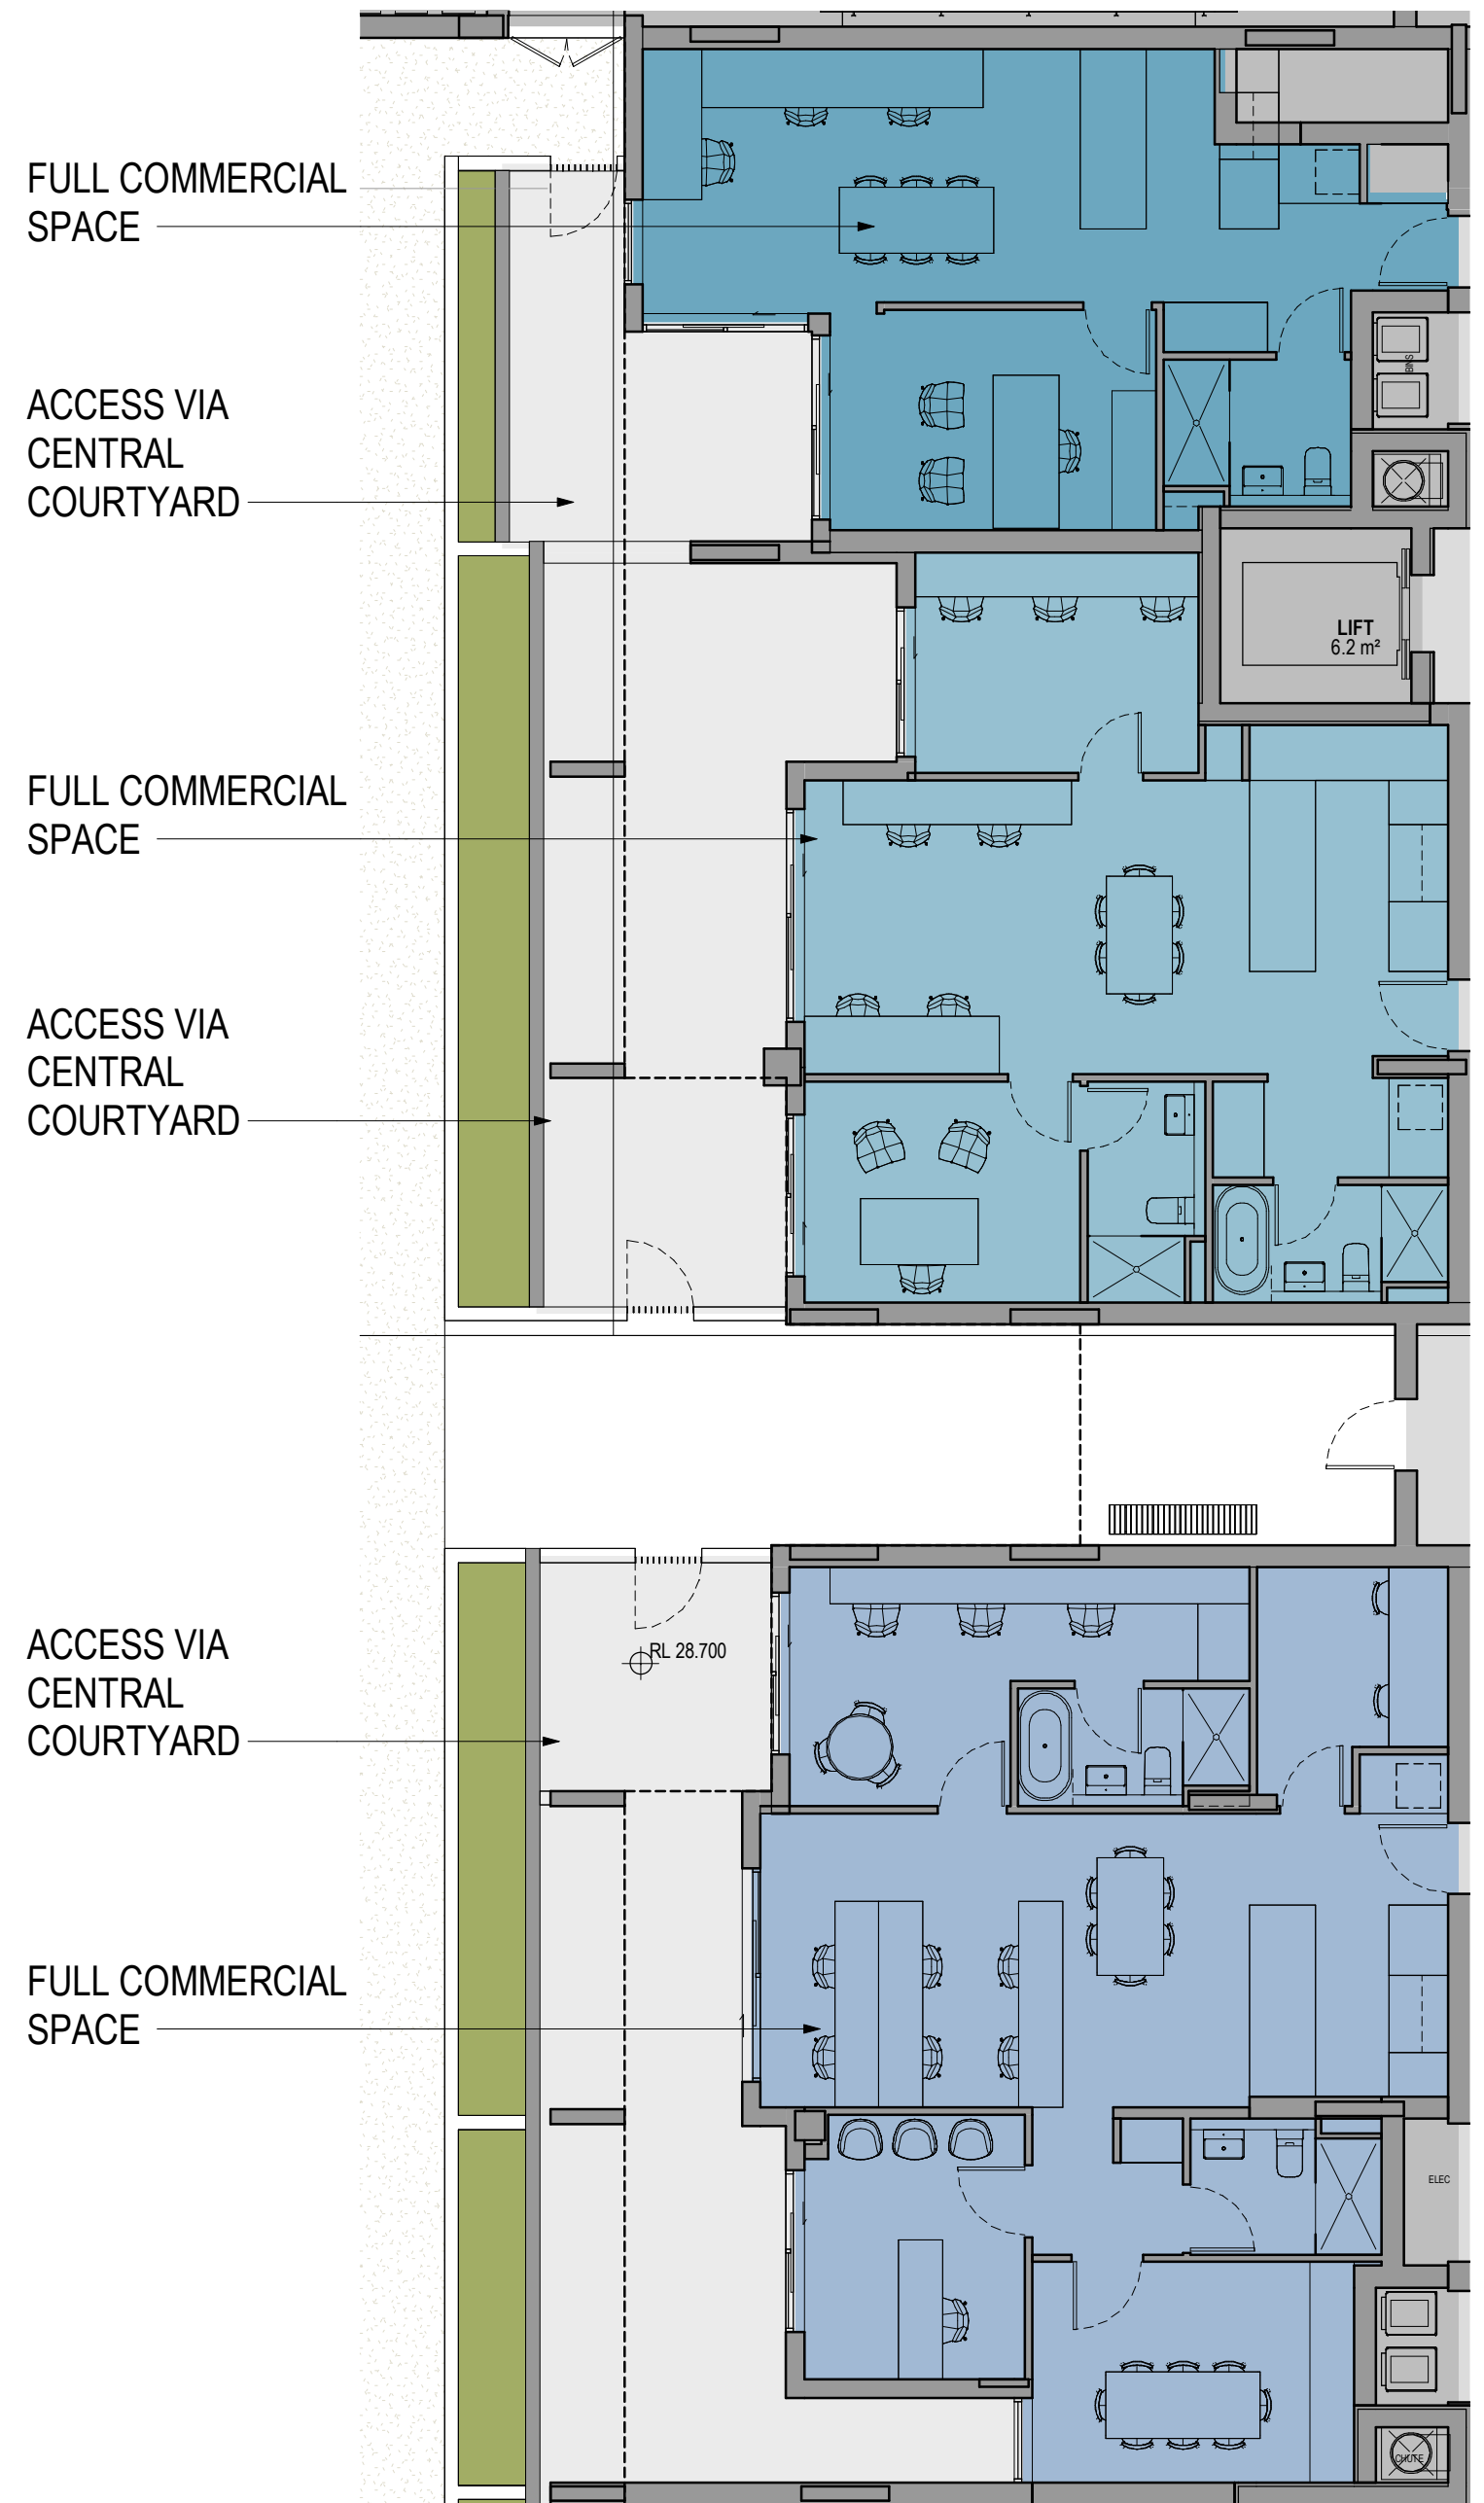 FULL COMMERCIAL
SPACE
ACCESS VIA
CENTRAL
COURTYARD
BINS
LIFT
6.2 m²
FULL COMMERCIAL
SPACE
ACCESS VIA
CENTRAL
COURTYARD
ACCESS VIA
CENTRAL
COURTYARD
RL 28.700
FULL COMMERCIAL
SPACE
ELEC
CHUTE